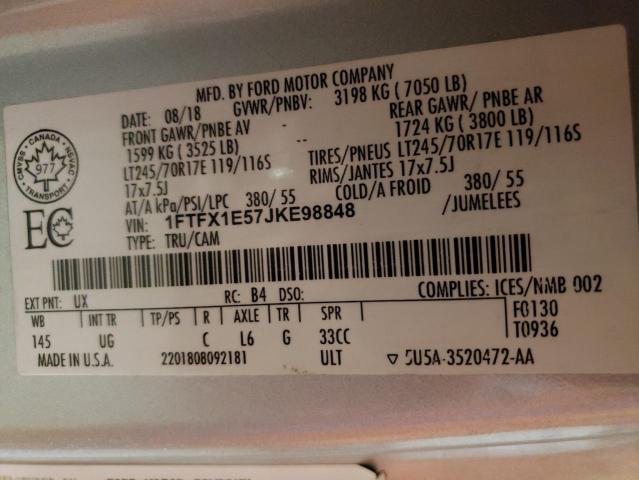 MFD. BY FORD MOTOR COMPANY
DATE: 08/18 GVWR/PNBV: 3198 KG ( 7050 LB)
FRONT GAWR/PNBE AV - REAR GAWR/ PNBE AR
1599 KG ( 3525 LB) -- 1724 KG ( 3800 LB)
LT245/70R17E 119/116S TIRES/PNEUS LT245/70R17E 119/116S
17x7.5J RIMS/JANTES 17x7.5J
AT/A kPa/PSI/LPC 380/ 55 COLD/A FROID 380/ 55
VIN: 1FTFX1E57JKE98848 /JUMELEES
TYPE: TRU/CAM
CMVSS • CANADA • NSVAC • TRANSPORT
977
EC
EXT PNT: UX RC: B4 DSO: COMPLIES: ICES/NMB 002
WB INT TR TP/PS R AXLE TR SPR F0130
145 UG C L6 G 33CC T0936
MADE IN U.S.A. 2201808092181 ULT ▽ 5U5A-3520472-AA